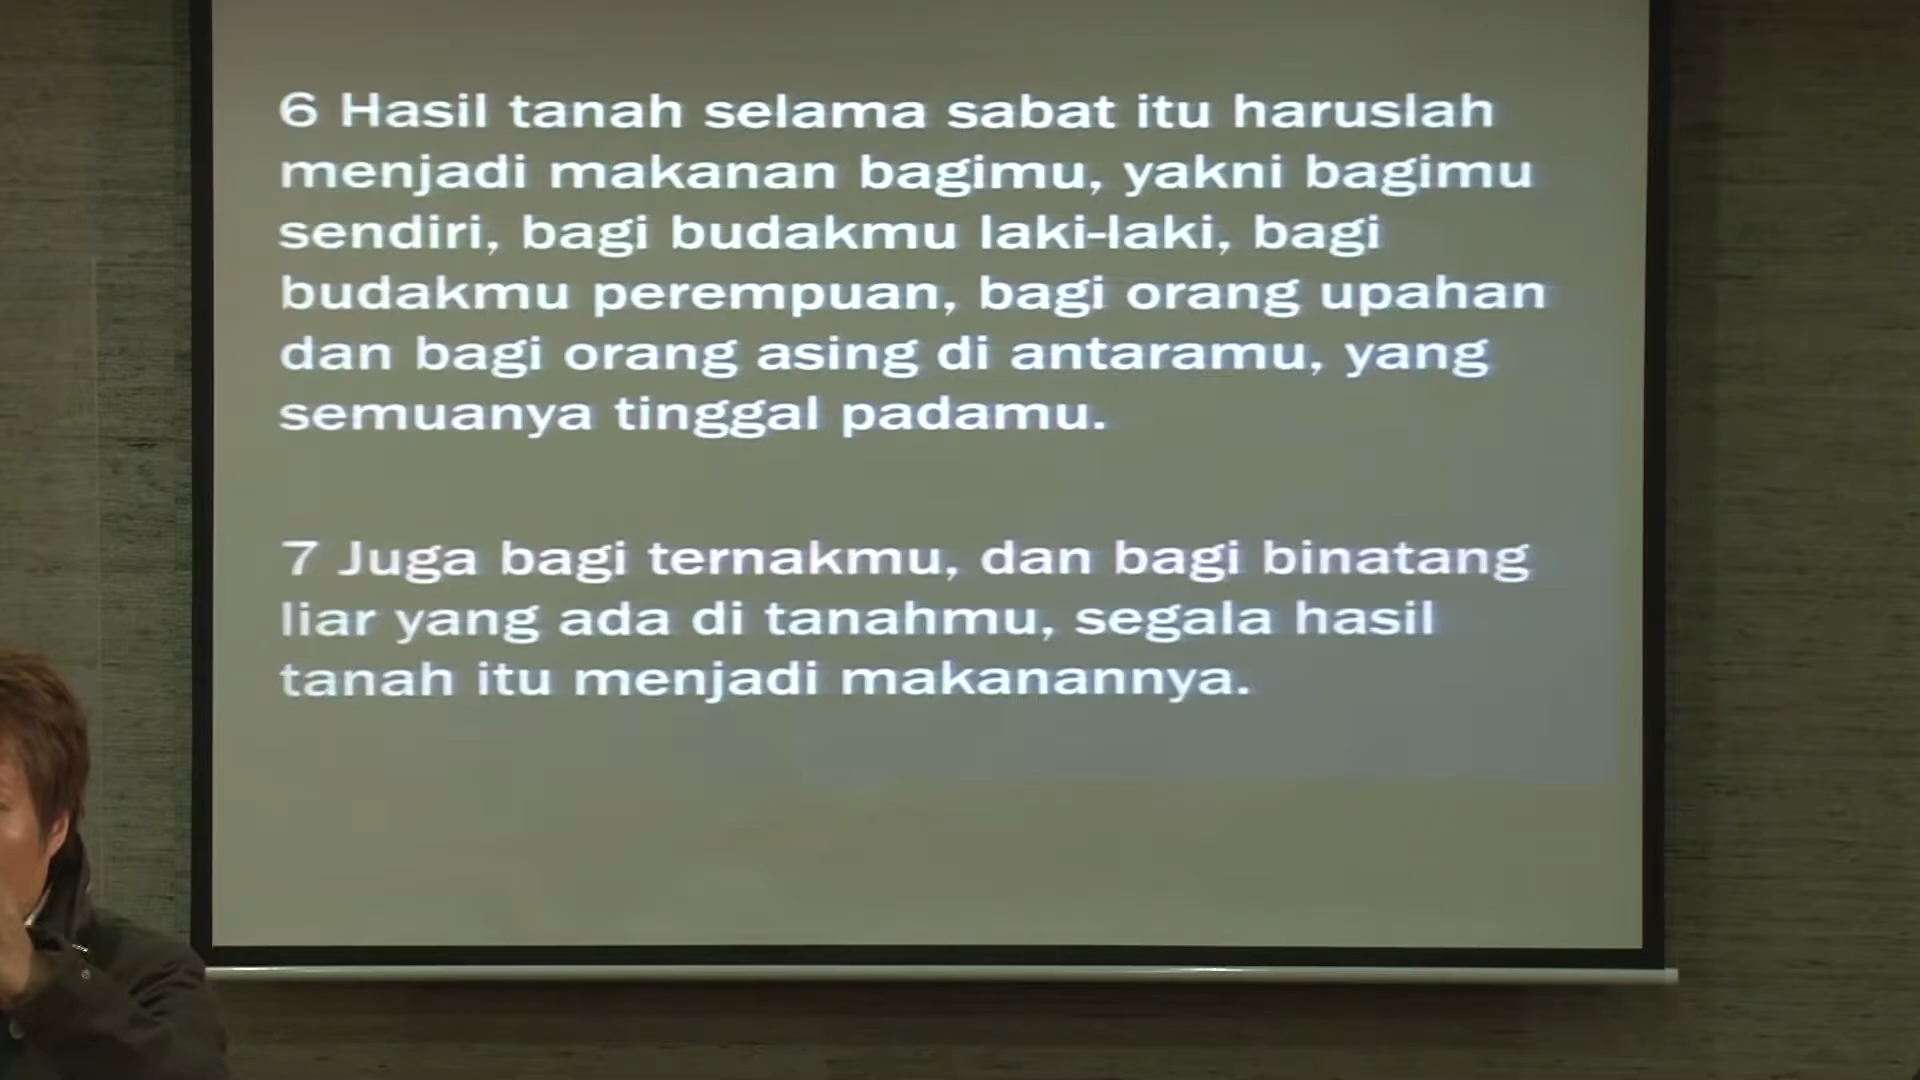 6 Hasil tanah selama sabat itu haruslah
menjadi makanan bagimu, yakni bagimu
sendiri, bagi budakmu laki-laki, bagi
budakmu perempuan, bagi orang upahan
dan bagi orang asing di antaramu, yang
semuanya tinggal padamu.
7 Juga bagi ternakmu, dan bagi binatang
liar yang ada di tanahmu, segala hasil
tanah itu menjadi makanannya.